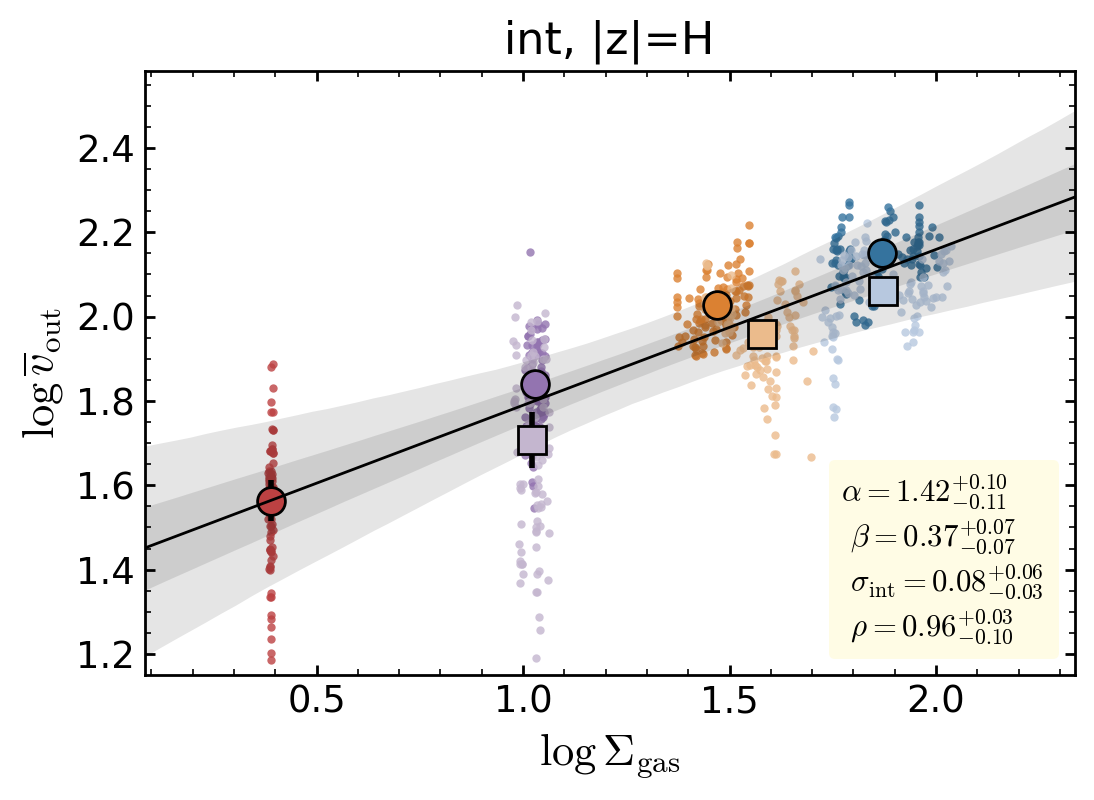 int, |z|=H
log v̅_out
2.4
2.2
2.0
1.8
1.6
1.4
1.2
α = 1.42^{+0.10}_{-0.11}
β = 0.37^{+0.07}_{-0.07}
σ_int = 0.08^{+0.06}_{-0.03}
ρ = 0.96^{+0.03}_{-0.10}
0.5 1.0 1.5 2.0
log Σ_gas